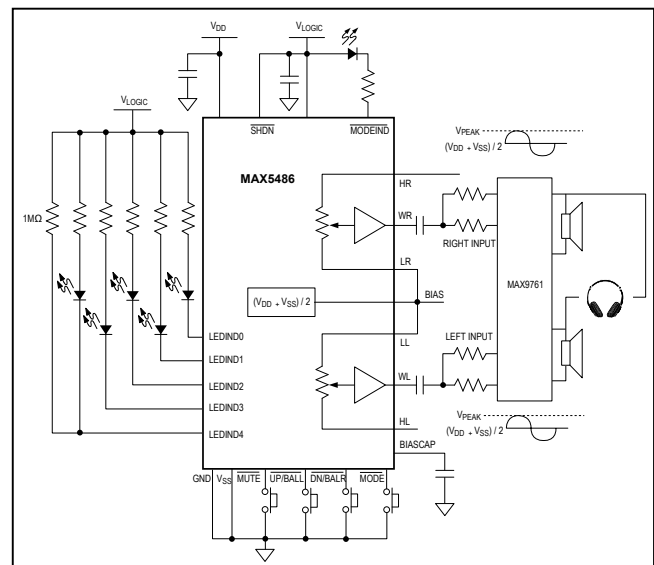 VDD
VLOGIC
VLOGIC
SHDN
MODEIND
MAX5486
1MΩ
HR
WR
LR
RIGHT INPUT
VPEAK
(VDD + VSS) / 2
MAX9761
(VDD + VSS) / 2
BIAS
LL
LEFT INPUT
WL
HL
VPEAK
(VDD + VSS) / 2
BIASCAP
LEDIND0
LEDIND1
LEDIND2
LEDIND3
LEDIND4
GND
VSS
MUTE
UP/BALL
DN/BALR
MODE